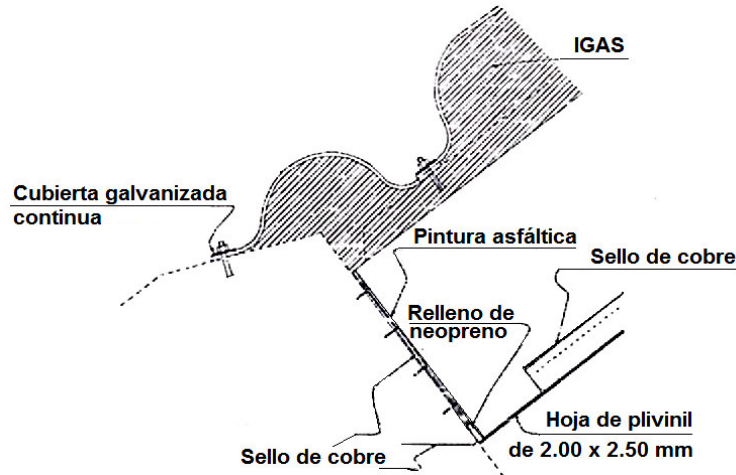 IGAS
Cubierta galvanizada
continua
Pintura asfáltica
Sello de cobre
Relleno de
neopreno
Hoja de plivinil
de 2.00 x 2.50 mm
Sello de cobre